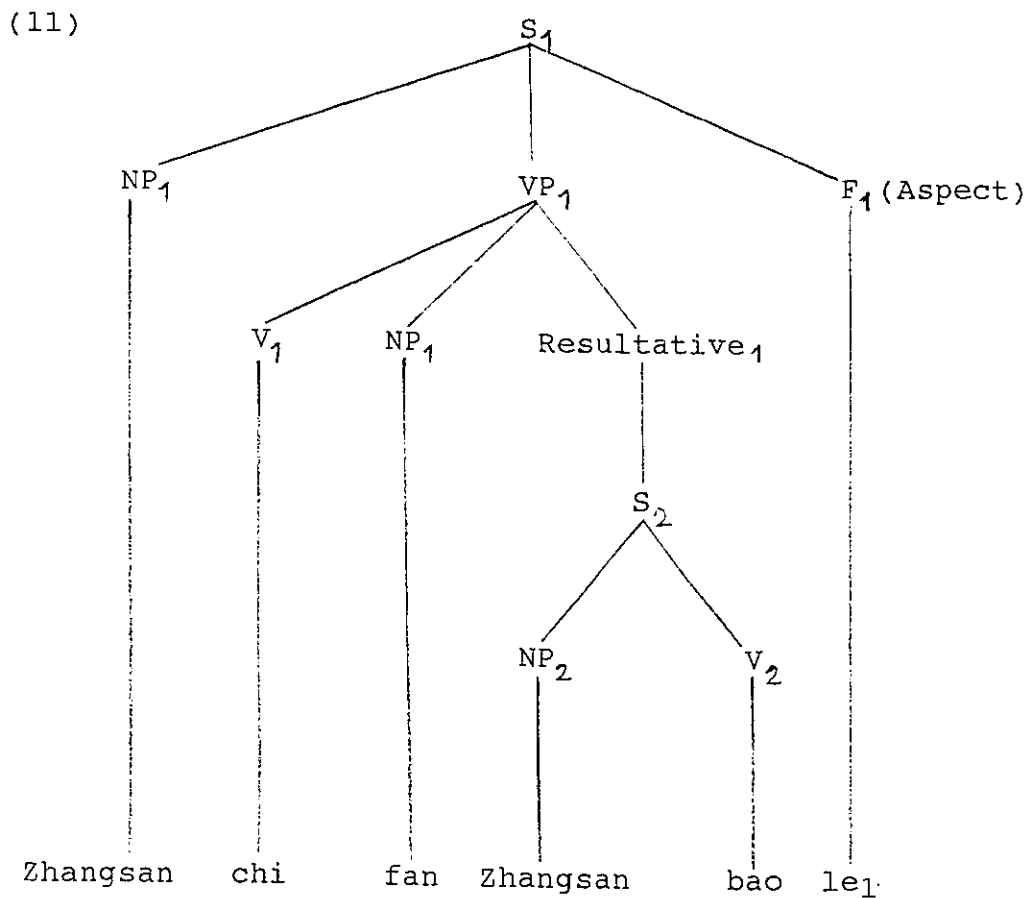 (11)
S1
NP1 VP1 F1 (Aspect)
V1 NP1 Resultative1
S2
NP2 V2
Zhangsan chi fan Zhangsan bao le1